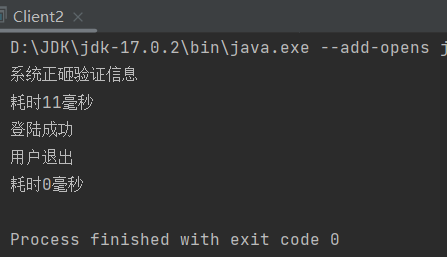 Client2
D:\JDK\jdk-17.0.2\bin\java.exe --add-opens j
系统正砸验证信息
耗时11毫秒
登陆成功
用户退出
耗时0毫秒
Process finished with exit code 0